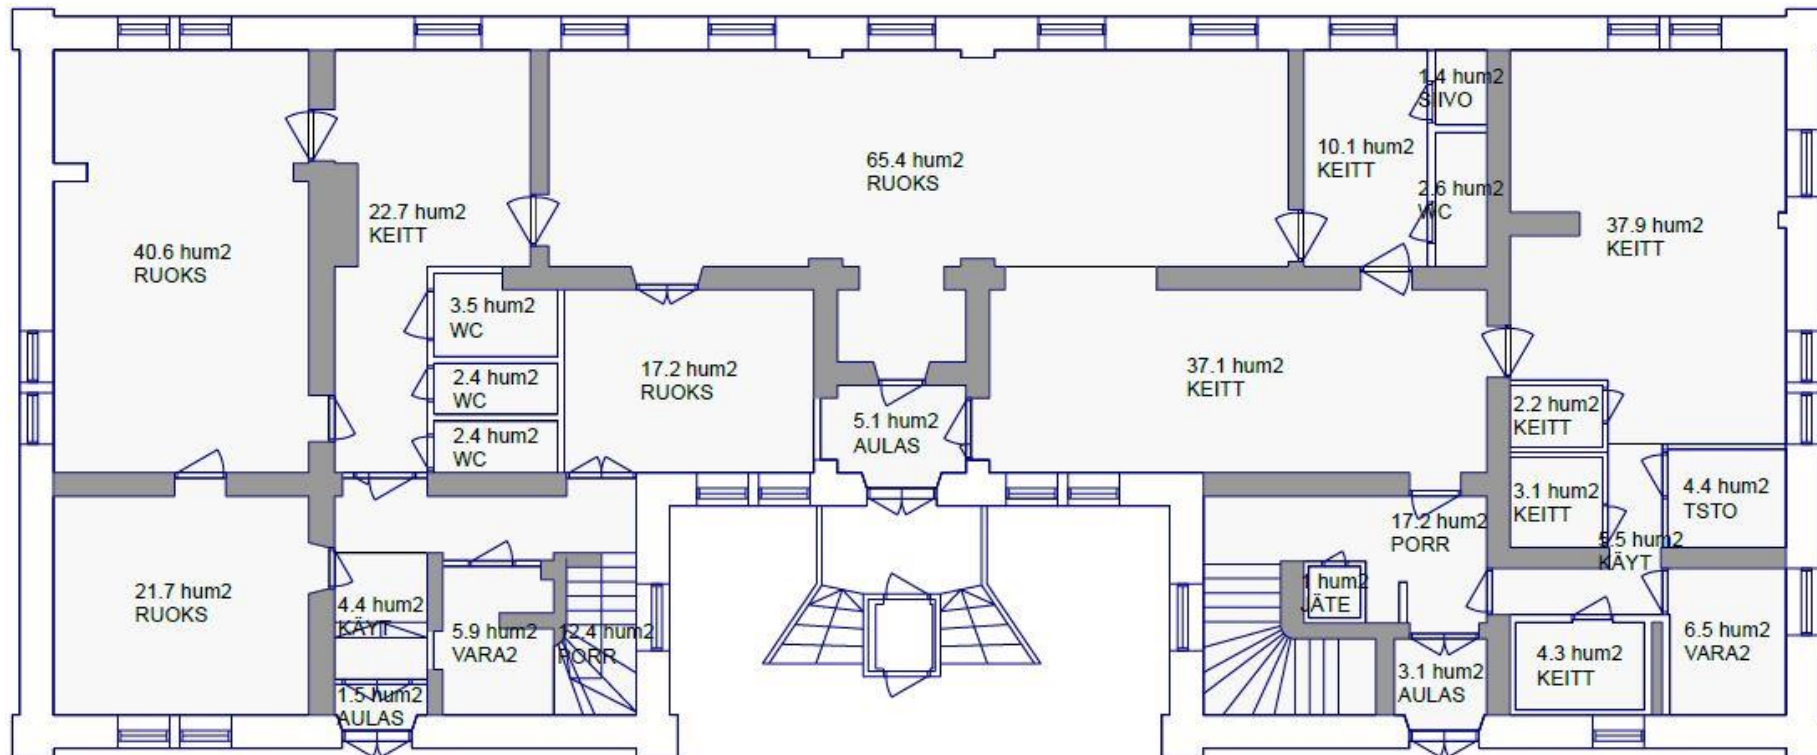 1.4 hum2
SIIVO
10.1 hum2
KEITT
65.4 hum2
RUOKS
2.6 hum2
WC
22.7 hum2
KEITT
37.9 hum2
KEITT
40.6 hum2
RUOKS
3.5 hum2
WC
17.2 hum2
RUOKS
37.1 hum2
KEITT
2.4 hum2
WC
2.2 hum2
KEITT
5.1 hum2
AULAS
2.4 hum2
WC
3.1 hum2
KEITT
4.4 hum2
TSTO
17.2 hum2
PORR
5.5 hum2
KÄYT
21.7 hum2
RUOKS
1 hum2
JÄTE
4.4 hum2
KÄYT
5.9 hum2
VARA2
12.4 hum2
PORR
6.5 hum2
VARA2
4.3 hum2
KEITT
3.1 hum2
AULAS
1.5 hum2
AULAS